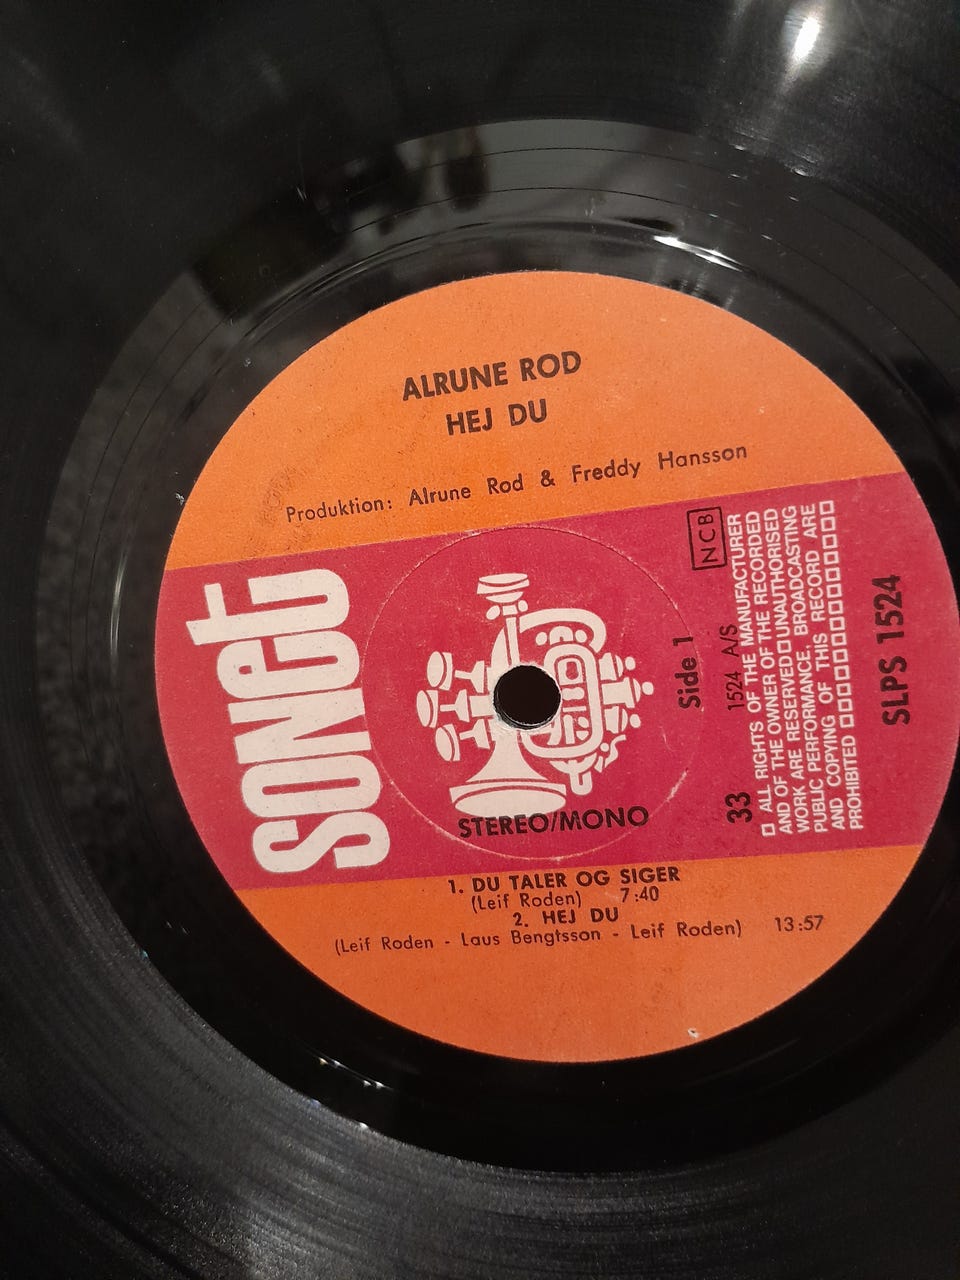 ALRUNE ROD
HEJ DU
Produktion: Alrune Rod & Freddy Hansson
SONET
NCB
Side 1
1524 A/S
33
□ ALL RIGHTS OF THE MANUFACTURER
AND OF THE OWNER OF THE RECORDED
WORK ARE RESERVED □ UNAUTHORISED
PUBLIC PERFORMANCE, BROADCASTING
AND COPYING OF THIS RECORD ARE
PROHIBITED □□□□□□□□□□□□□
SLPS 1524
STEREO/MONO
1. DU TALER OG SIGER
(Leif Roden) 7:40
2. HEJ DU
(Leif Roden - Laus Bengtsson - Leif Roden) 13:57